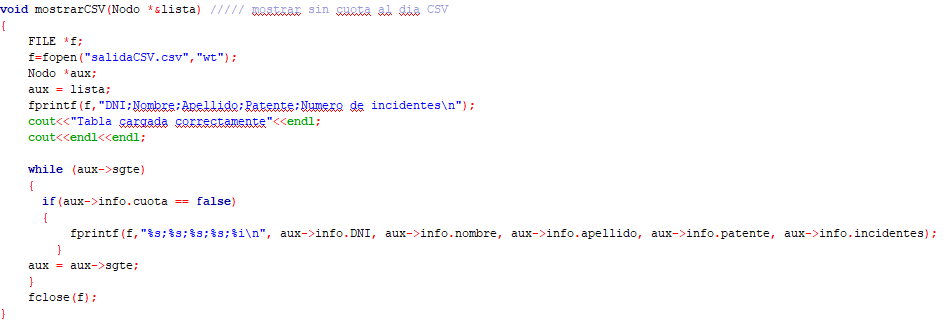 void mostrarCSV(Nodo *&lista) ///// mostrar sin cuota al dia CSV
{
    FILE *f;
    f=fopen("salidaCSV.csv","wt");
    Nodo *aux;
    aux = lista;
    fprintf(f,"DNI;Nombre;Apellido;Patente;Numero de incidentes\n");
    cout<<"Tabla cargada correctamente"<<endl;
    cout<<endl<<endl;

    while (aux->sgte)
    {
      if(aux->info.cuota == false)
      {
          fprintf(f,"%s;%s;%s;%s;%i\n", aux->info.DNI, aux->info.nombre, aux->info.apellido, aux->info.patente, aux->info.incidentes);
        }
    aux = aux->sgte;
    }
    fclose(f);
}